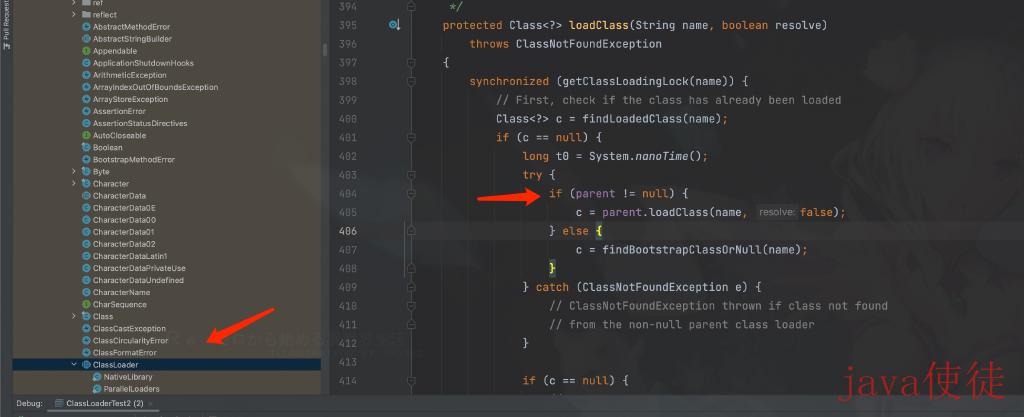 Pull Request
ref
reflect
AbstractMethodError
AbstractStringBuilder
Appendable
ApplicationShutdownHooks
ArithmeticException
ArrayIndexOutOfBoundsException
ArrayStoreException
AssertionError
AssertionStatusDirectives
AutoCloseable
Boolean
BootstrapMethodError
Byte
Character
CharacterData
CharacterData0E
CharacterData00
CharacterData01
CharacterData02
CharacterDataLatin1
CharacterDataPrivateUse
CharacterDataUndefined
CharacterName
CharSequence
Class
ClassCastException
ClassCircularityError
ClassFormatError
ClassLoader
NativeLibrary
ParallelLoaders
394 */
395 protected Class<?> loadClass(String name, boolean resolve)
396 throws ClassNotFoundException
397 {
398 synchronized (getClassLoadingLock(name)) {
399 // First, check if the class has already been loaded
400 Class<?> c = findLoadedClass(name);
401 if (c == null) {
402 long t0 = System.nanoTime();
403 try {
404 if (parent != null) {
405 c = parent.loadClass(name, resolve: false);
406 } else {
407 c = findBootstrapClassOrNull(name);
408 }
409 } catch (ClassNotFoundException e) {
410 // ClassNotFoundException thrown if class not found
411 // from the non-null parent class loader
412 }
413
414 if (c == null) {
java使徒
Debug: ClassLoaderTest2 (2) ×